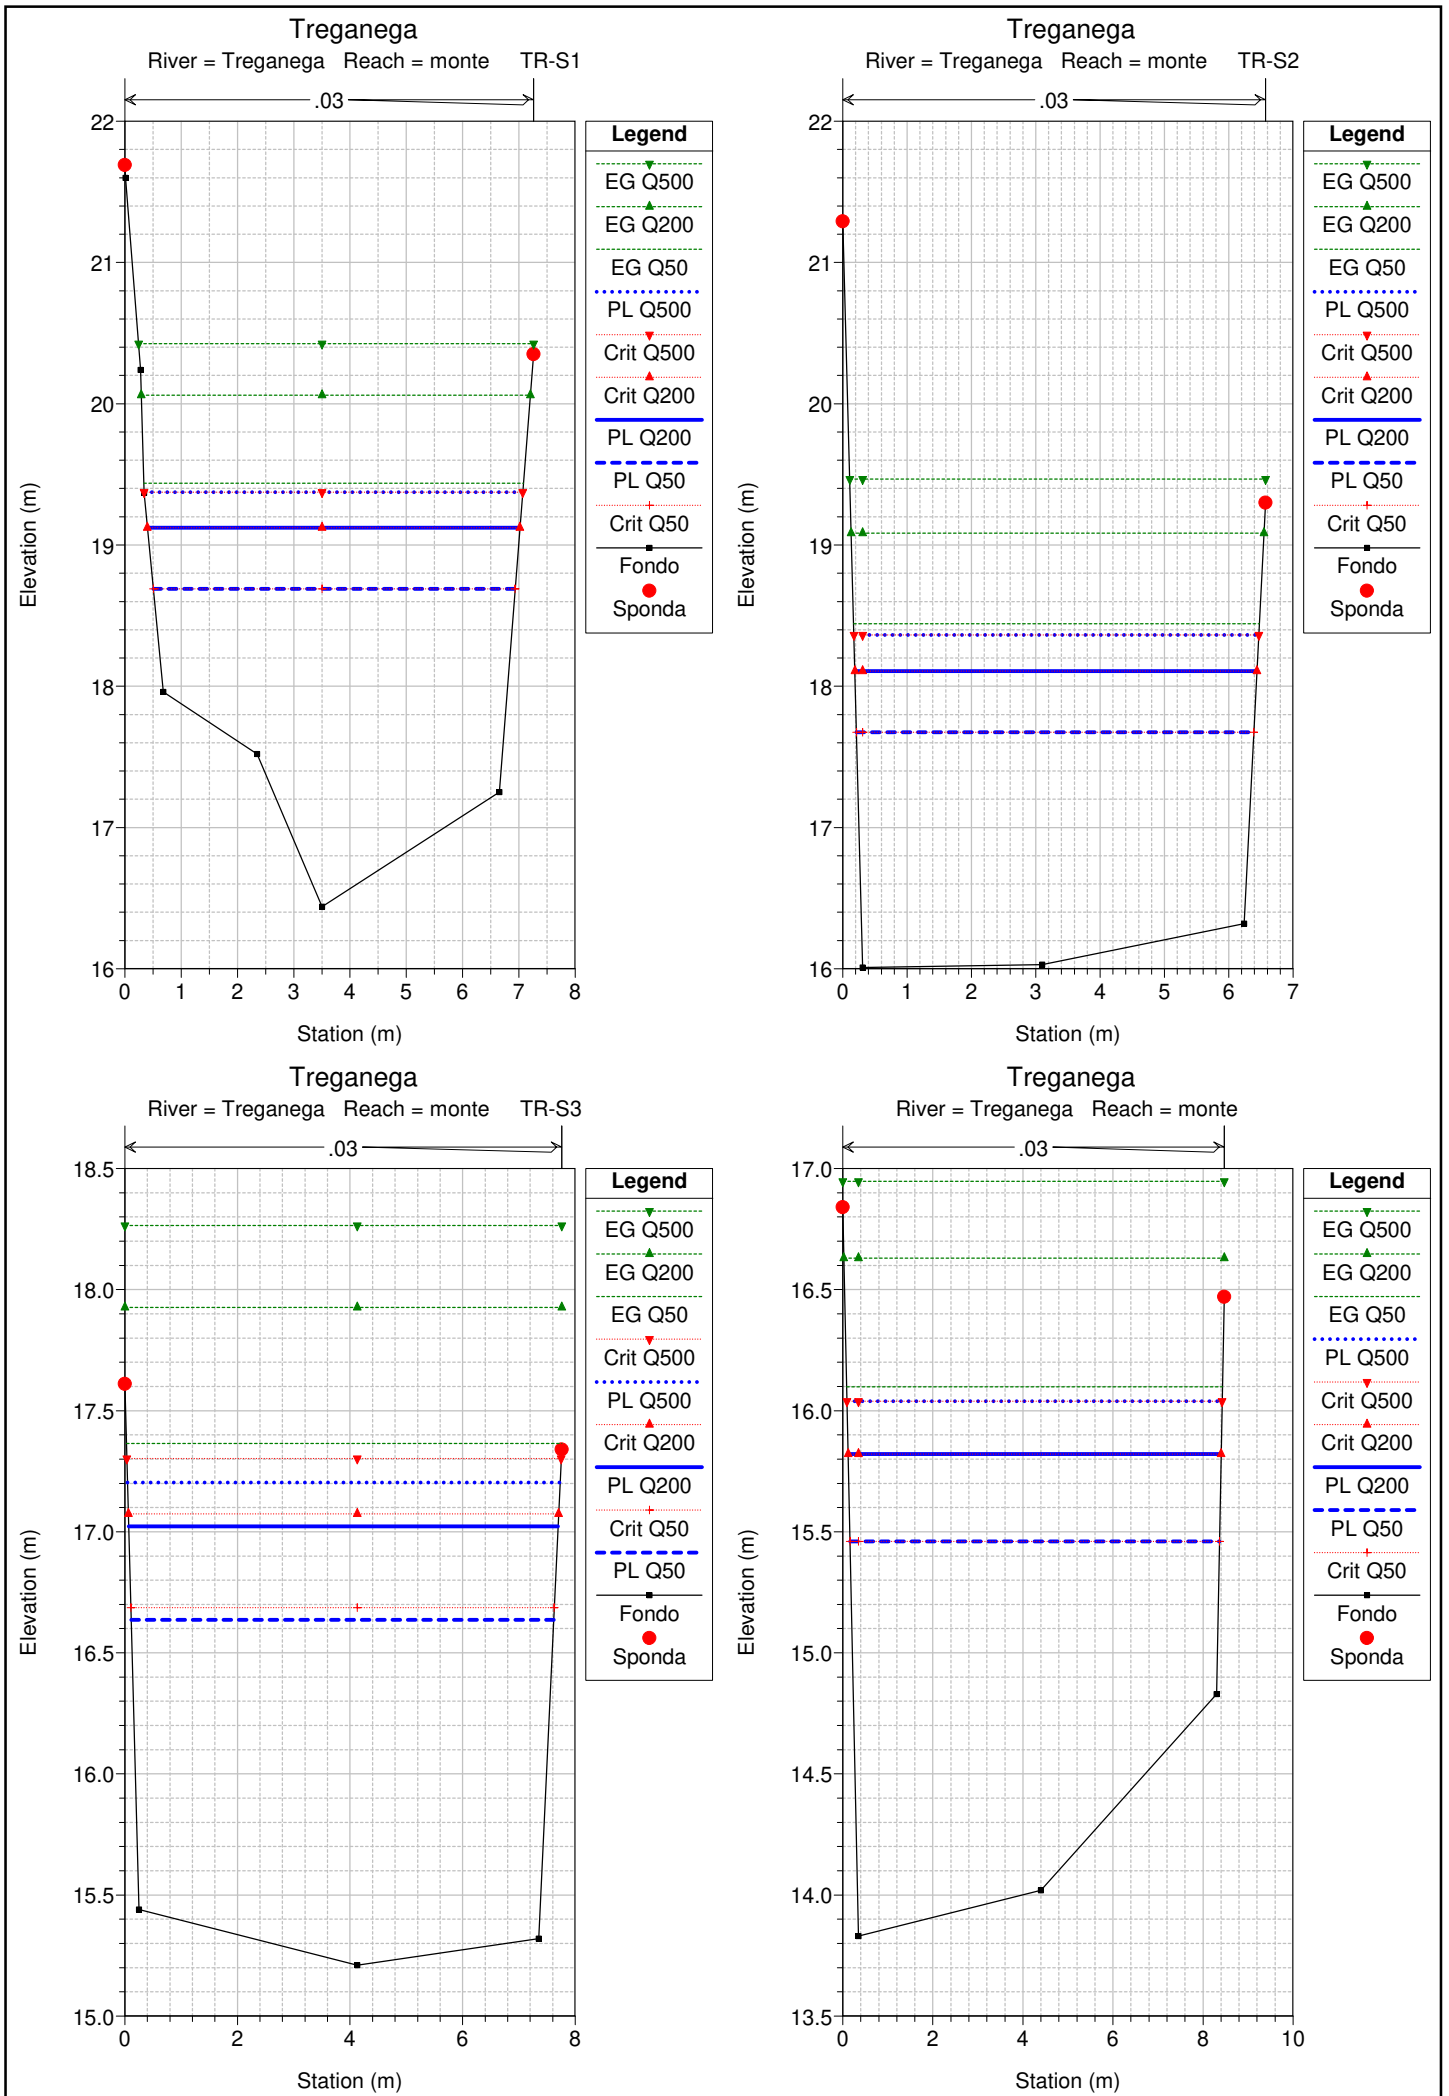 Treganega
River = Treganega Reach = monte TR-S1
.03
22
21
20
19
18
17
16
0 1 2 3 4 5 6 7 8
Station (m)
Elevation (m)
Legend
EG Q500
EG Q200
EG Q50
PL Q500
Crit Q500
Crit Q200
PL Q200
PL Q50
Crit Q50
Fondo
Sponda
Treganega
River = Treganega Reach = monte TR-S2
.03
22
21
20
19
18
17
16
0 1 2 3 4 5 6 7
Station (m)
Elevation (m)
Legend
EG Q500
EG Q200
EG Q50
PL Q500
Crit Q500
Crit Q200
PL Q200
PL Q50
Crit Q50
Fondo
Sponda
Treganega
River = Treganega Reach = monte TR-S3
.03
18.5
18.0
17.5
17.0
16.5
16.0
15.5
15.0
0 2 4 6 8
Station (m)
Elevation (m)
Legend
EG Q500
EG Q200
EG Q50
Crit Q500
PL Q500
Crit Q200
PL Q200
Crit Q50
PL Q50
Fondo
Sponda
Treganega
River = Treganega Reach = monte
.03
17.0
16.5
16.0
15.5
15.0
14.5
14.0
13.5
0 2 4 6 8 10
Station (m)
Elevation (m)
Legend
EG Q500
EG Q200
EG Q50
PL Q500
Crit Q500
Crit Q200
PL Q200
PL Q50
Crit Q50
Fondo
Sponda